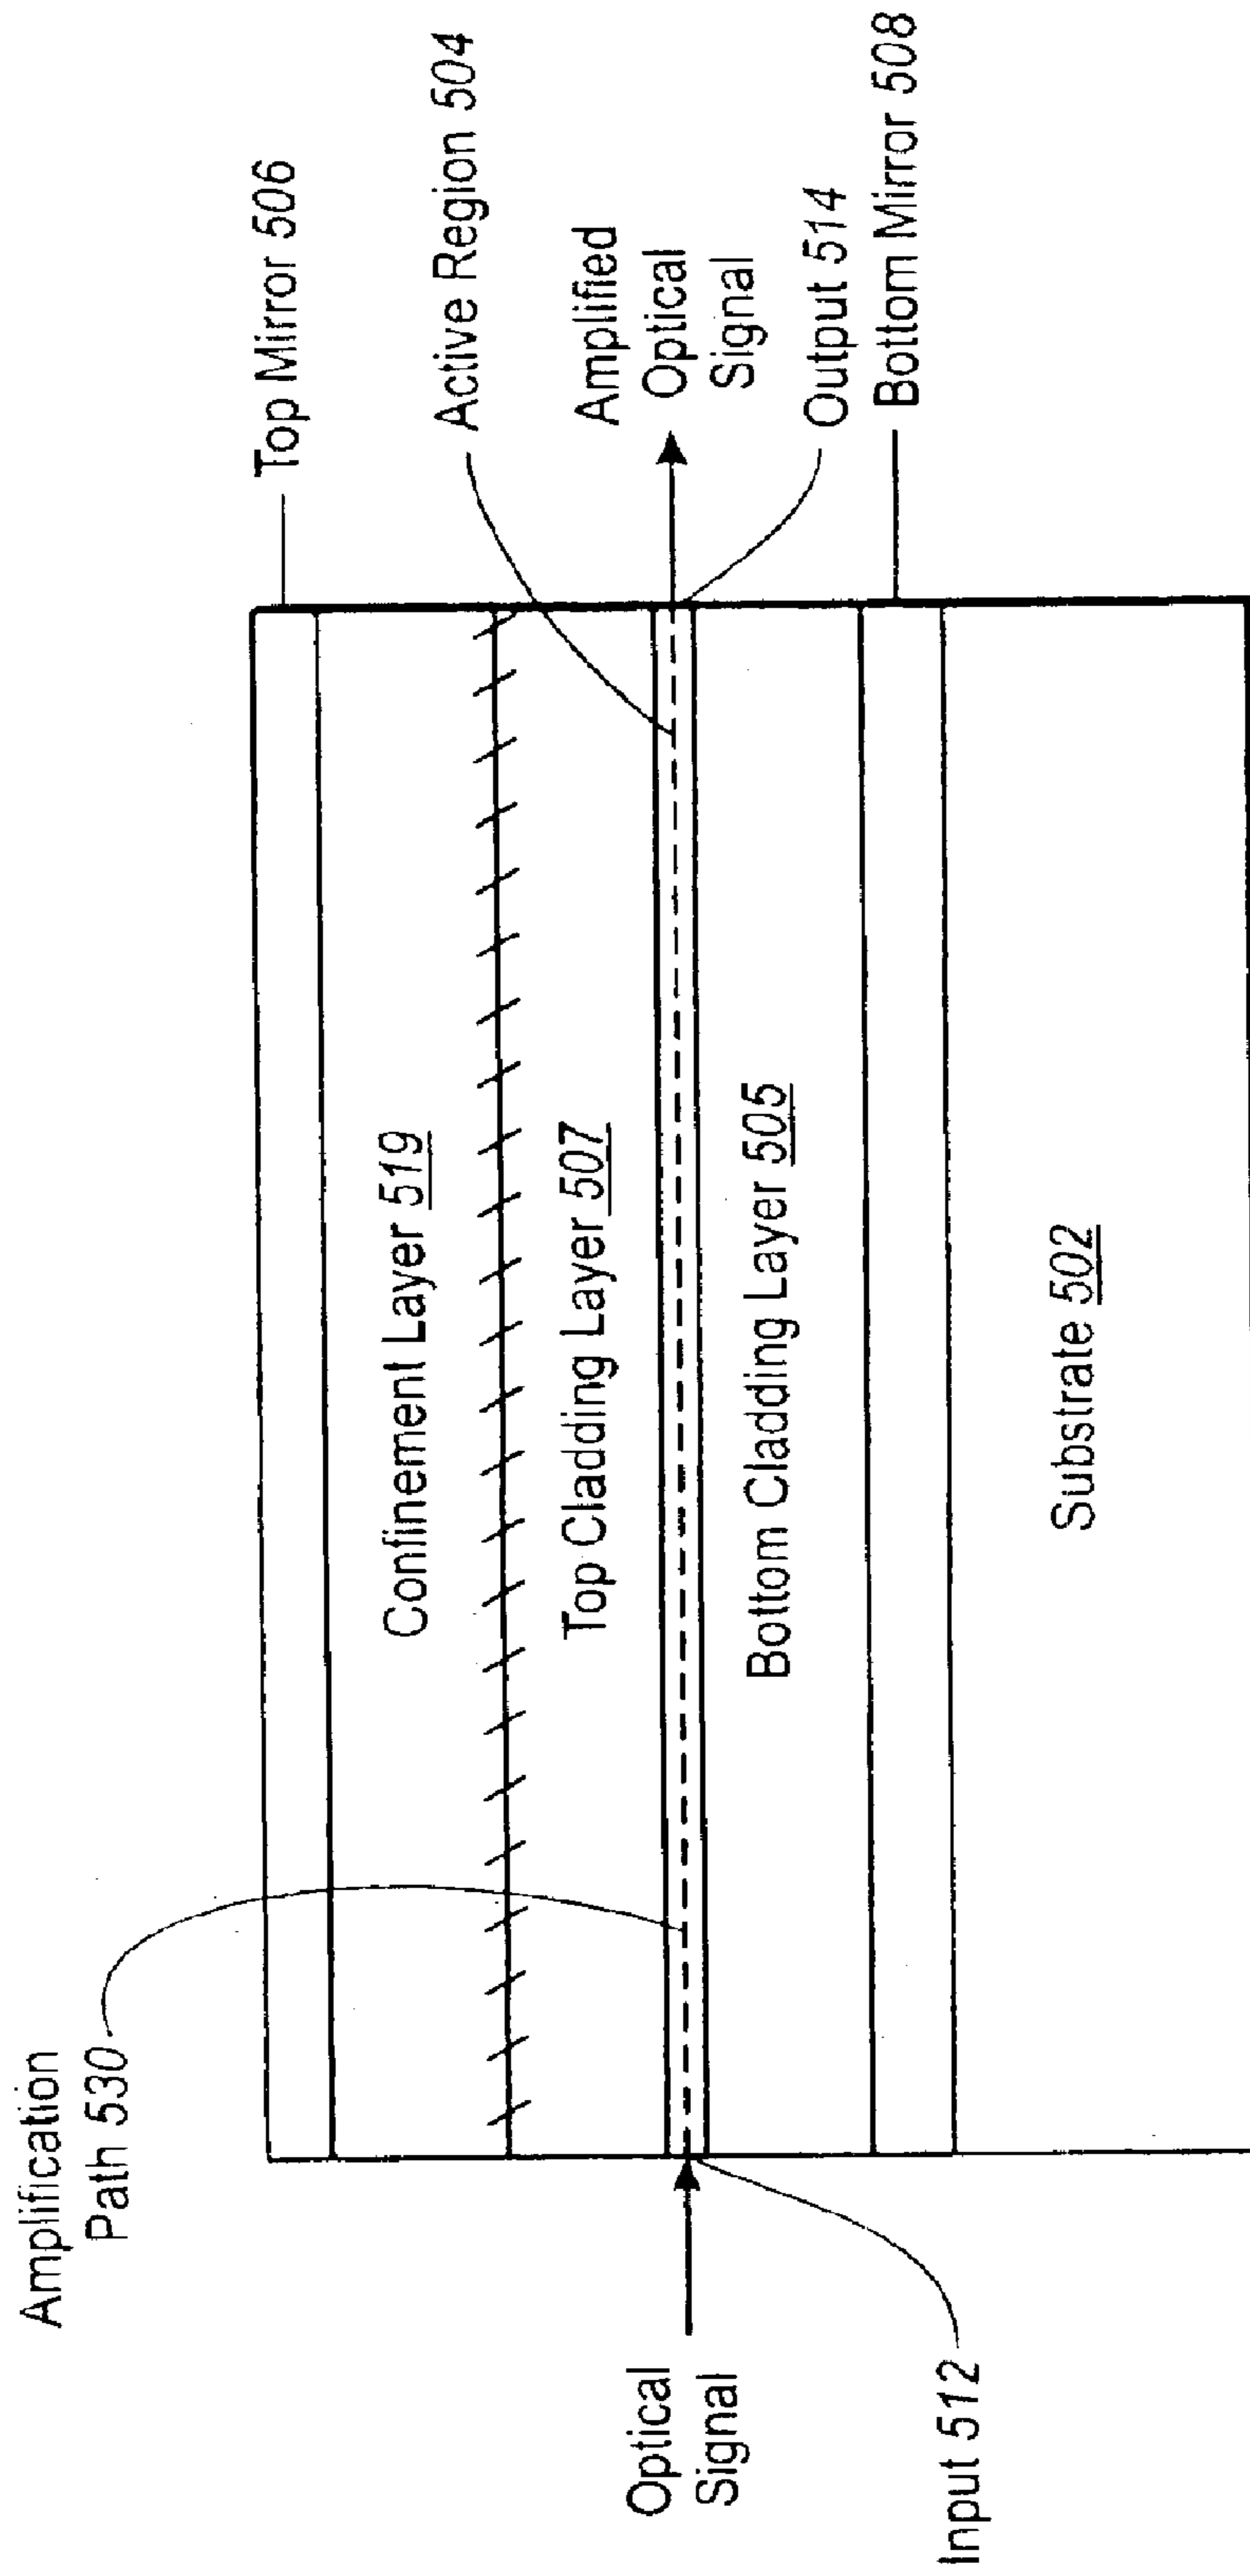 Amplification
Path 530
Top Mirror 506
Active Region 504
Confinement Layer 519
Top Cladding Layer 507
Optical
Signal
Amplified
Optical
Signal
Output 514
Bottom Cladding Layer 505
Bottom Mirror 508
Input 512
Substrate 502